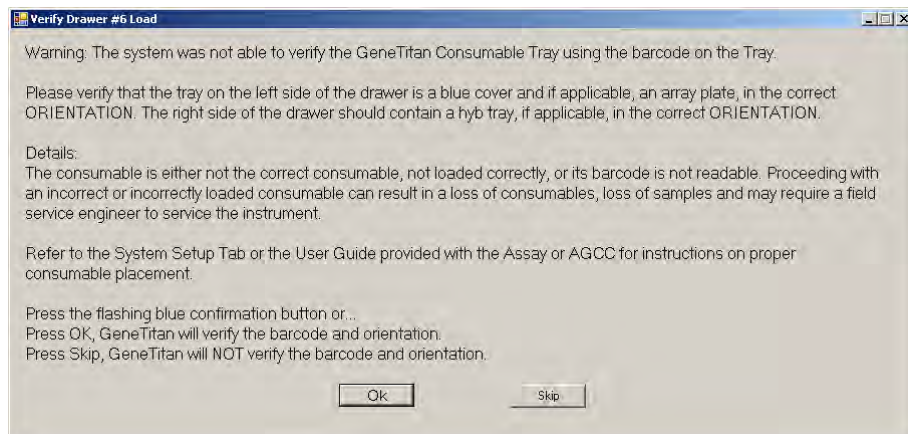 Verify Drawer #6 Load
Warning: The system was not able to verify the GeneTitan Consumable Tray using the barcode on the Tray.
Please verify that the tray on the left side of the drawer is a blue cover and if applicable, an array plate, in the correct
ORIENTATION. The right side of the drawer should contain a hyb tray, if applicable, in the correct ORIENTATION.
Details:
The consumable is either not the correct consumable, not loaded correctly, or its barcode is not readable. Proceeding with
an incorrect or incorrectly loaded consumable can result in a loss of consumables, loss of samples and may require a field
service engineer to service the instrument.
Refer to the System Setup Tab or the User Guide provided with the Assay or AGCC for instructions on proper
consumable placement.
Press the flashing blue confirmation button or...
Press OK, GeneTitan will verify the barcode and orientation.
Press Skip, GeneTitan will NOT verify the barcode and orientation.
Ok Skip